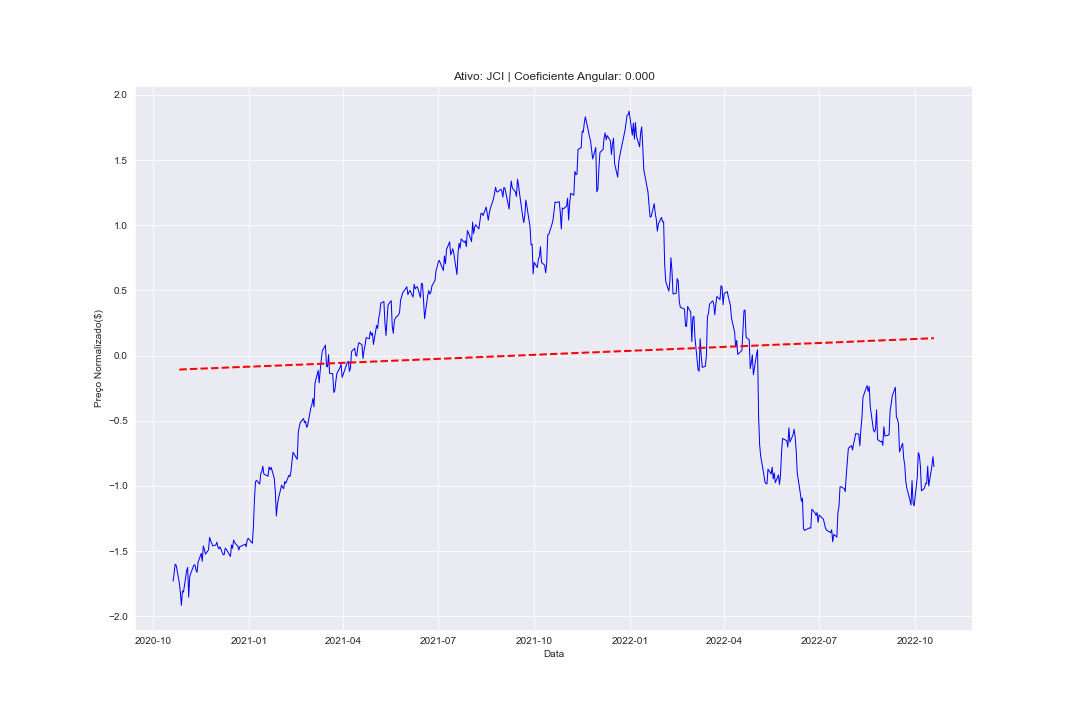 Ativo: JCI | Coeficiente Angular: 0.000
2.0
1.5
1.0
0.5
0.0
−0.5
−1.0
−1.5
−2.0
Preço Normalizado($)
2020-10 2021-01 2021-04 2021-07 2021-10 2022-01 2022-04 2022-07 2022-10
Data